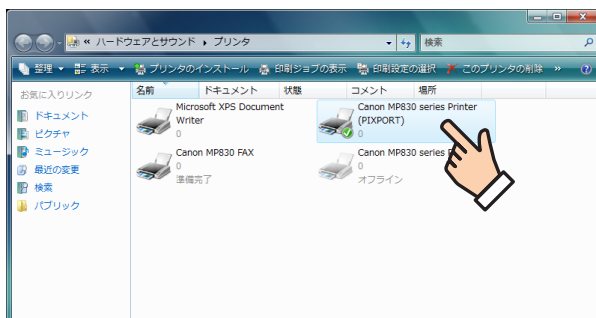 « ハードウェアとサウンド ▸ プリンタ
検索
整理 表示 プリンタのインストール 印刷ジョブの表示 印刷設定の選択 このプリンタの削除 »
お気に入りリンク
ドキュメント
ピクチャ
ミュージック
最近の変更
検索
パブリック
名前 ドキュメント 状態 コメント 場所
Microsoft XPS Document
Writer
0
Canon MP830 series Printer
(PIXPORT)
0
Canon MP830 FAX
0
準備完了
Canon MP830 series
0
オフライン